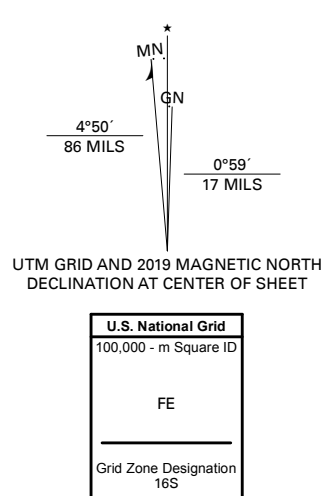 ★
MN
GN
4°50´
86 MILS
0°59´
17 MILS
UTM GRID AND 2019 MAGNETIC NORTH
DECLINATION AT CENTER OF SHEET
U.S. National Grid
100,000 - m Square ID
FE
Grid Zone Designation
16S